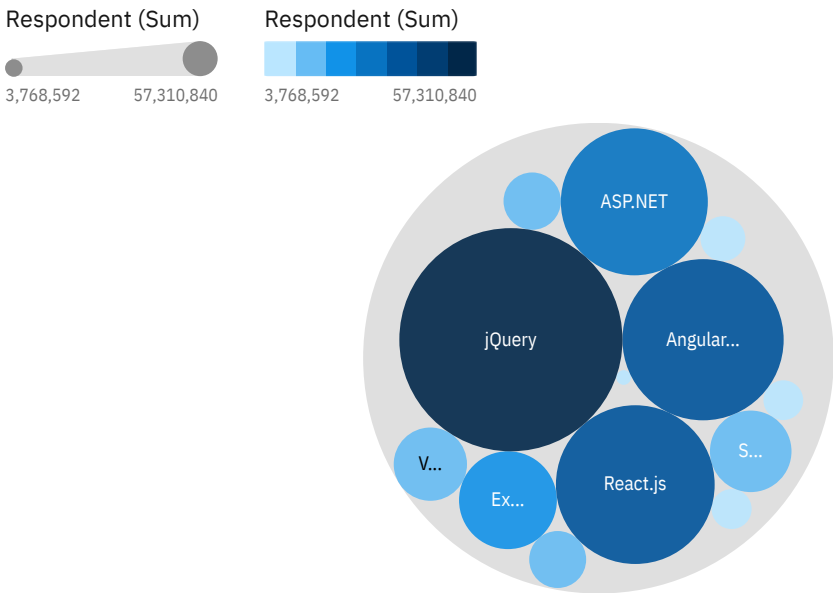 Respondent (Sum)
3,768,592 57,310,840
Respondent (Sum)
3,768,592 57,310,840
ASP.NET
jQuery
Angular...
V...
Ex...
React.js
S...